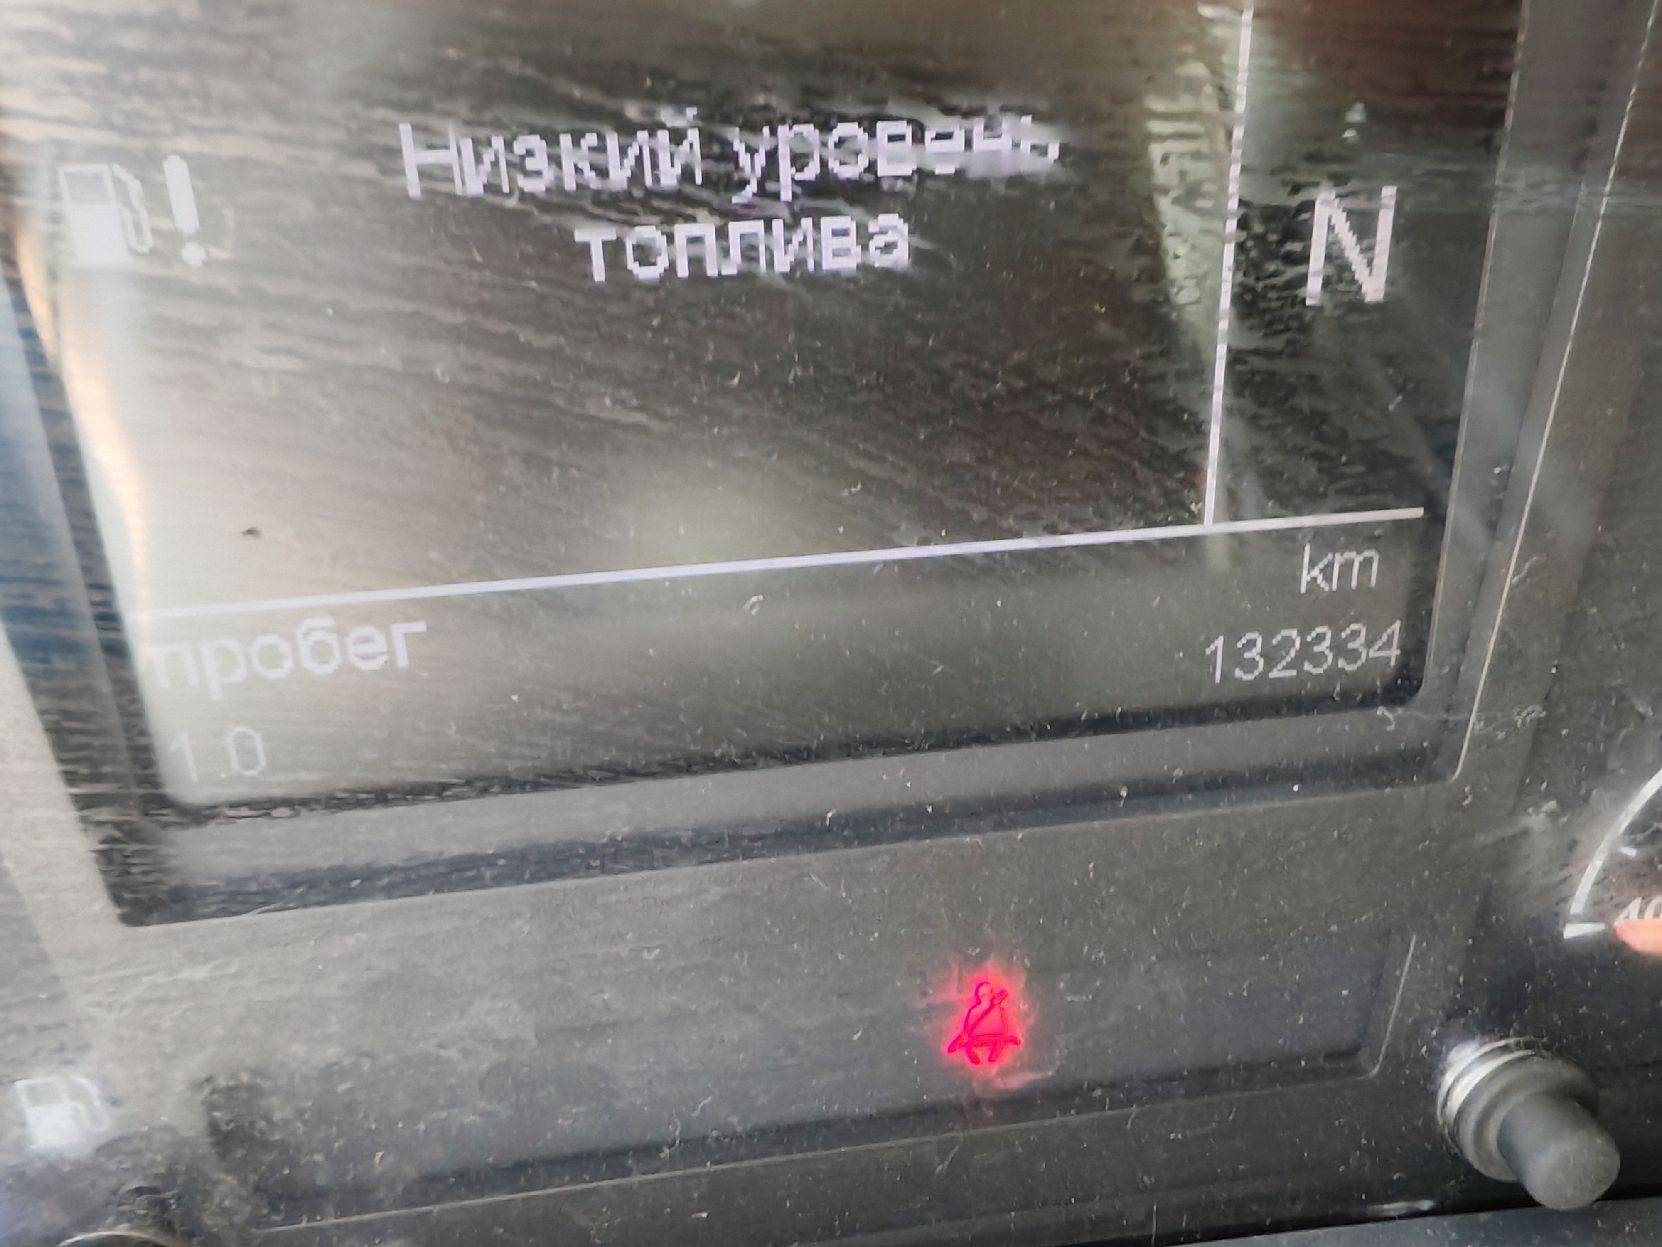 Низкий уровень
топлива
N
km
пробег
132334
1.0